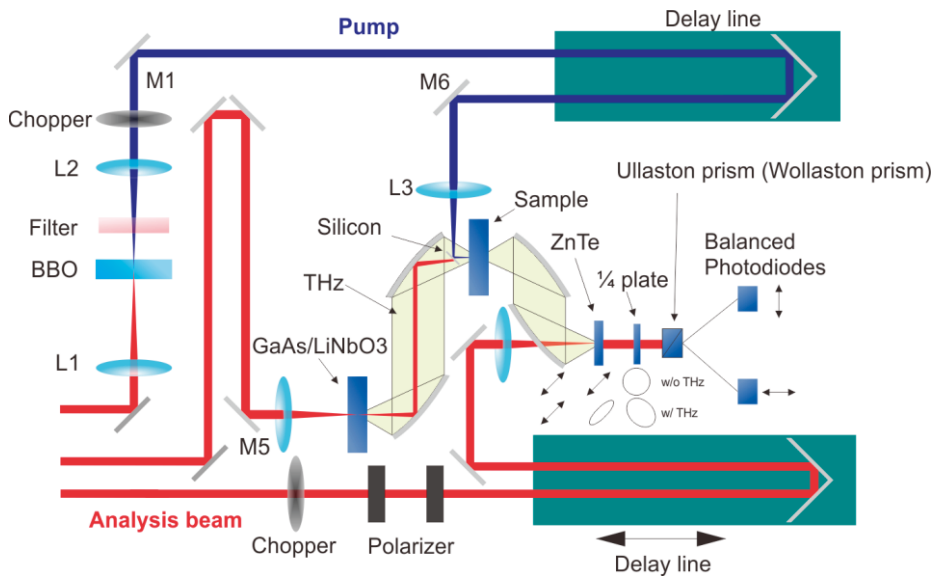 Delay line
Pump
M1
M6
Chopper
L2
L3
Ullaston prism (Wollaston prism)
Sample
Silicon
Filter
ZnTe
Balanced
Photodiodes
BBO
THz
¼ plate
GaAs/LiNbO3
L1
w/o THz
w/ THz
M5
Analysis beam
Chopper
Polarizer
Delay line